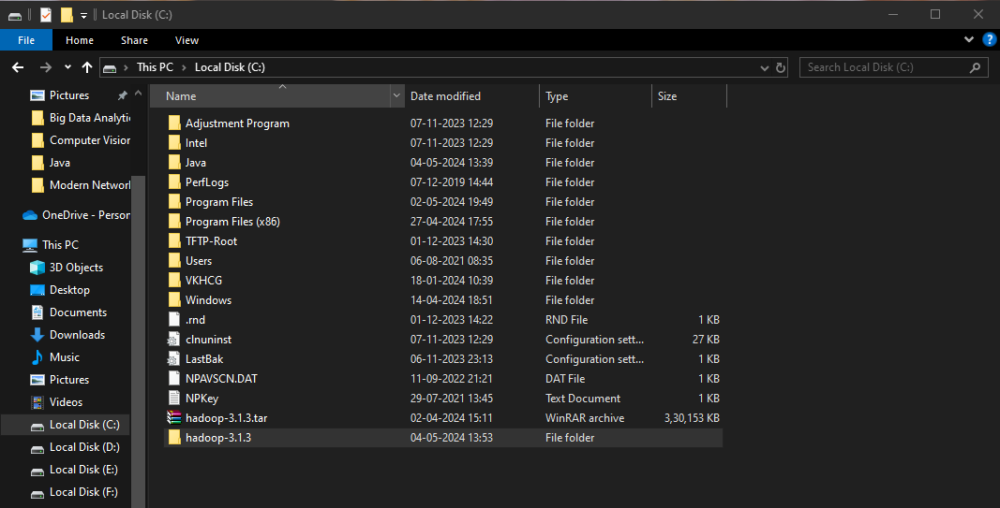 Local Disk (C:)
File Home Share View
This PC Local Disk (C:) Search Local Disk (C:)
Name Date modified Type Size
Pictures
Big Data Analytic
Computer Vision
Java
Modern Networ
OneDrive - Person
This PC
3D Objects
Desktop
Documents
Downloads
Music
Pictures
Videos
Local Disk (C:)
Local Disk (D:)
Local Disk (E:)
Local Disk (F:)
Adjustment Program 07-11-2023 12:29 File folder
Intel 07-11-2023 12:29 File folder
Java 04-05-2024 13:39 File folder
PerfLogs 07-12-2019 14:44 File folder
Program Files 02-05-2024 19:49 File folder
Program Files (x86) 27-04-2024 17:55 File folder
TFTP-Root 01-12-2023 14:30 File folder
Users 06-08-2021 08:35 File folder
VKHCG 18-01-2024 10:39 File folder
Windows 14-04-2024 18:51 File folder
.rnd 01-12-2023 14:22 RND File 1 KB
clnuninst 07-11-2023 12:29 Configuration sett... 27 KB
LastBak 06-11-2023 23:13 Configuration sett... 1 KB
NPAVSCN.DAT 11-09-2022 21:21 DAT File 1 KB
NPKey 29-07-2021 13:45 Text Document 1 KB
hadoop-3.1.3.tar 02-04-2024 15:11 WinRAR archive 3,30,153 KB
hadoop-3.1.3 04-05-2024 13:53 File folder